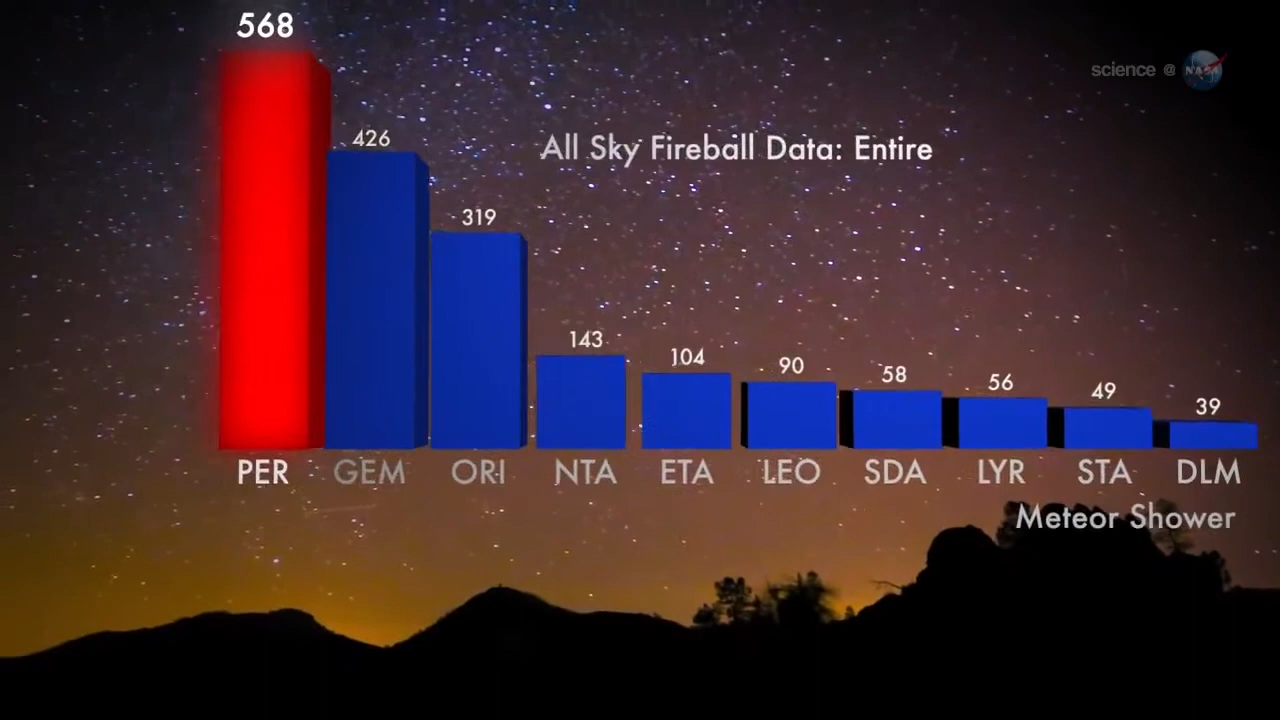 568
science @ NASA
426
All Sky Fireball Data: Entire
319
143
104
90
58
56
49
39
PER GEM ORI NTA ETA LEO SDA LYR STA DLM
Meteor Shower